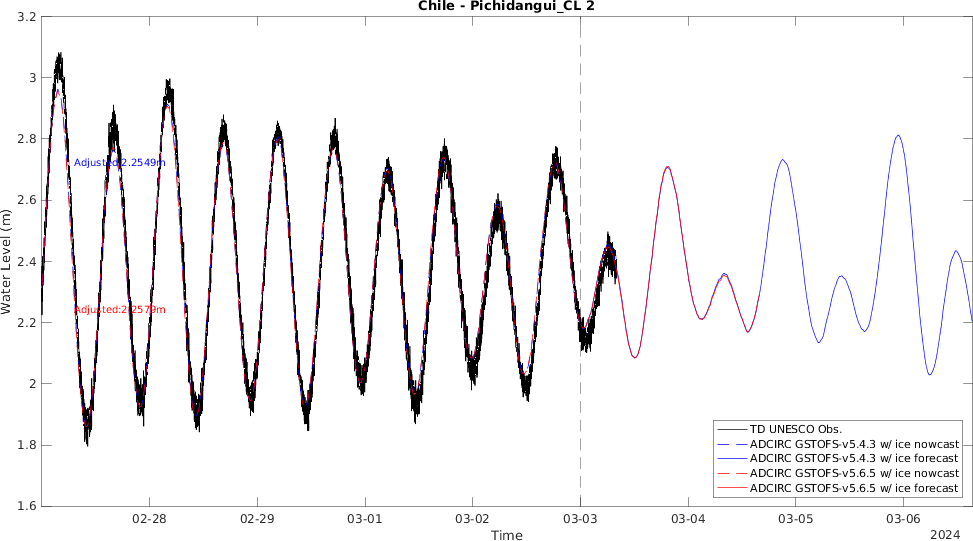 Chile - Pichidangui_CL 2
3.2
3
2.8
2.6
2.4
2.2
2
1.8
1.6
Water Level (m)
Adjusted:2.2549m
Adjusted:2.2579m
TD UNESCO Obs.
ADCIRC GSTOFS-v5.4.3 w/ ice nowcast
ADCIRC GSTOFS-v5.4.3 w/ ice forecast
ADCIRC GSTOFS-v5.6.5 w/ ice nowcast
ADCIRC GSTOFS-v5.6.5 w/ ice forecast
02-28
02-29
03-01
03-02
03-03
03-04
03-05
03-06
Time
2024